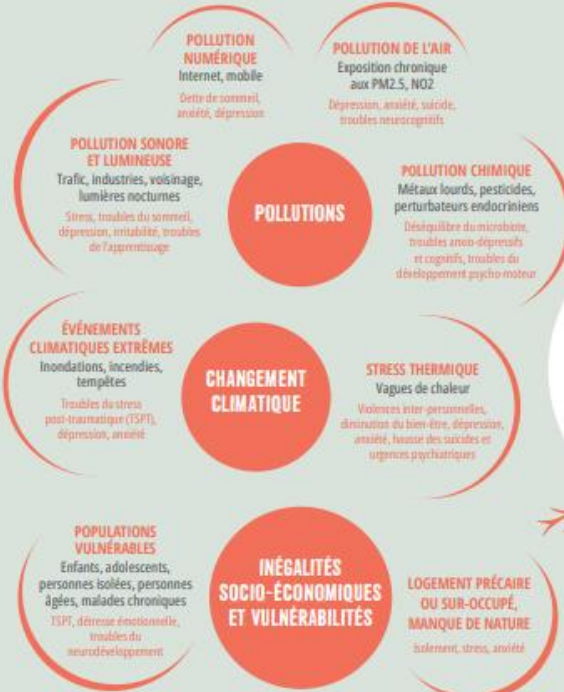 POLLUTION
NUMÉRIQUE
Internet, mobile
Dette de sommeil,
anxiété, dépression
POLLUTION DE L'AIR
Exposition chronique
aux PM2.5, NO2
Dépression, anxiété, suicide,
troubles neurocognitifs
POLLUTION SONORE
ET LUMINEUSE
Trafic, industries, voisinage,
lumières nocturnes
Stress, troubles du sommeil,
dépression, irritabilité, troubles
de l'apprentissage
POLLUTIONS
POLLUTION CHIMIQUE
Métaux lourds, pesticides,
perturbateurs endocriniens
Déséquilibre du microbiote,
troubles anxio-dépressifs
et cognitifs, troubles du
développement psycho-moteur
ÉVÉNEMENTS
CLIMATIQUES EXTRÊMES
Inondations, incendies,
tempêtes
Troubles du stress
post-traumatique (TSPT),
dépression, anxiété
CHANGEMENT
CLIMATIQUE
STRESS THERMIQUE
Vagues de chaleur
Violences inter-personnelles,
diminution du bien-être, dépression,
anxiété, hausse des suicides et
urgences psychiatriques
POPULATIONS
VULNÉRABLES
Enfants, adolescents,
personnes isolées, personnes
âgées, malades chroniques
TSPT, détresse émotionnelle,
troubles du
neurodéveloppement
INÉGALITÉS
SOCIO-ÉCONOMIQUES
ET VULNÉRABILITÉS
LOGEMENT PRÉCAIRE
OU SUR-OCCUPÉ,
MANQUE DE NATURE
Isolement, stress, anxiété